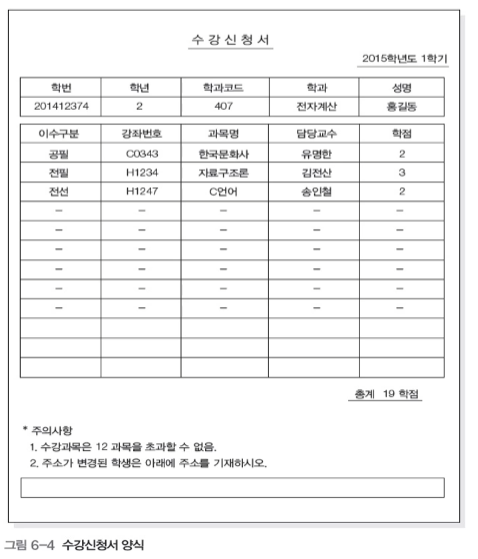 수강신청서
2015학년도 1학기
학번 학년 학과코드 학과 성명
201412374 2 407 전자계산 홍길동
이수구분 강좌번호 과목명 담당교수 학점
공필 C0343 한국문화사 유명한 2
전필 H1234 자료구조론 김전산 3
전선 H1247 C언어 송인철 2
– – – – –
– – – – –
– – – – –
– – – – –
– – – – –
– – – – –
총계 19 학점
* 주의사항
1. 수강과목은 12 과목을 초과할 수 없음.
2. 주소가 변경된 학생은 아래에 주소를 기재하시오.
그림 6-4 수강신청서 양식